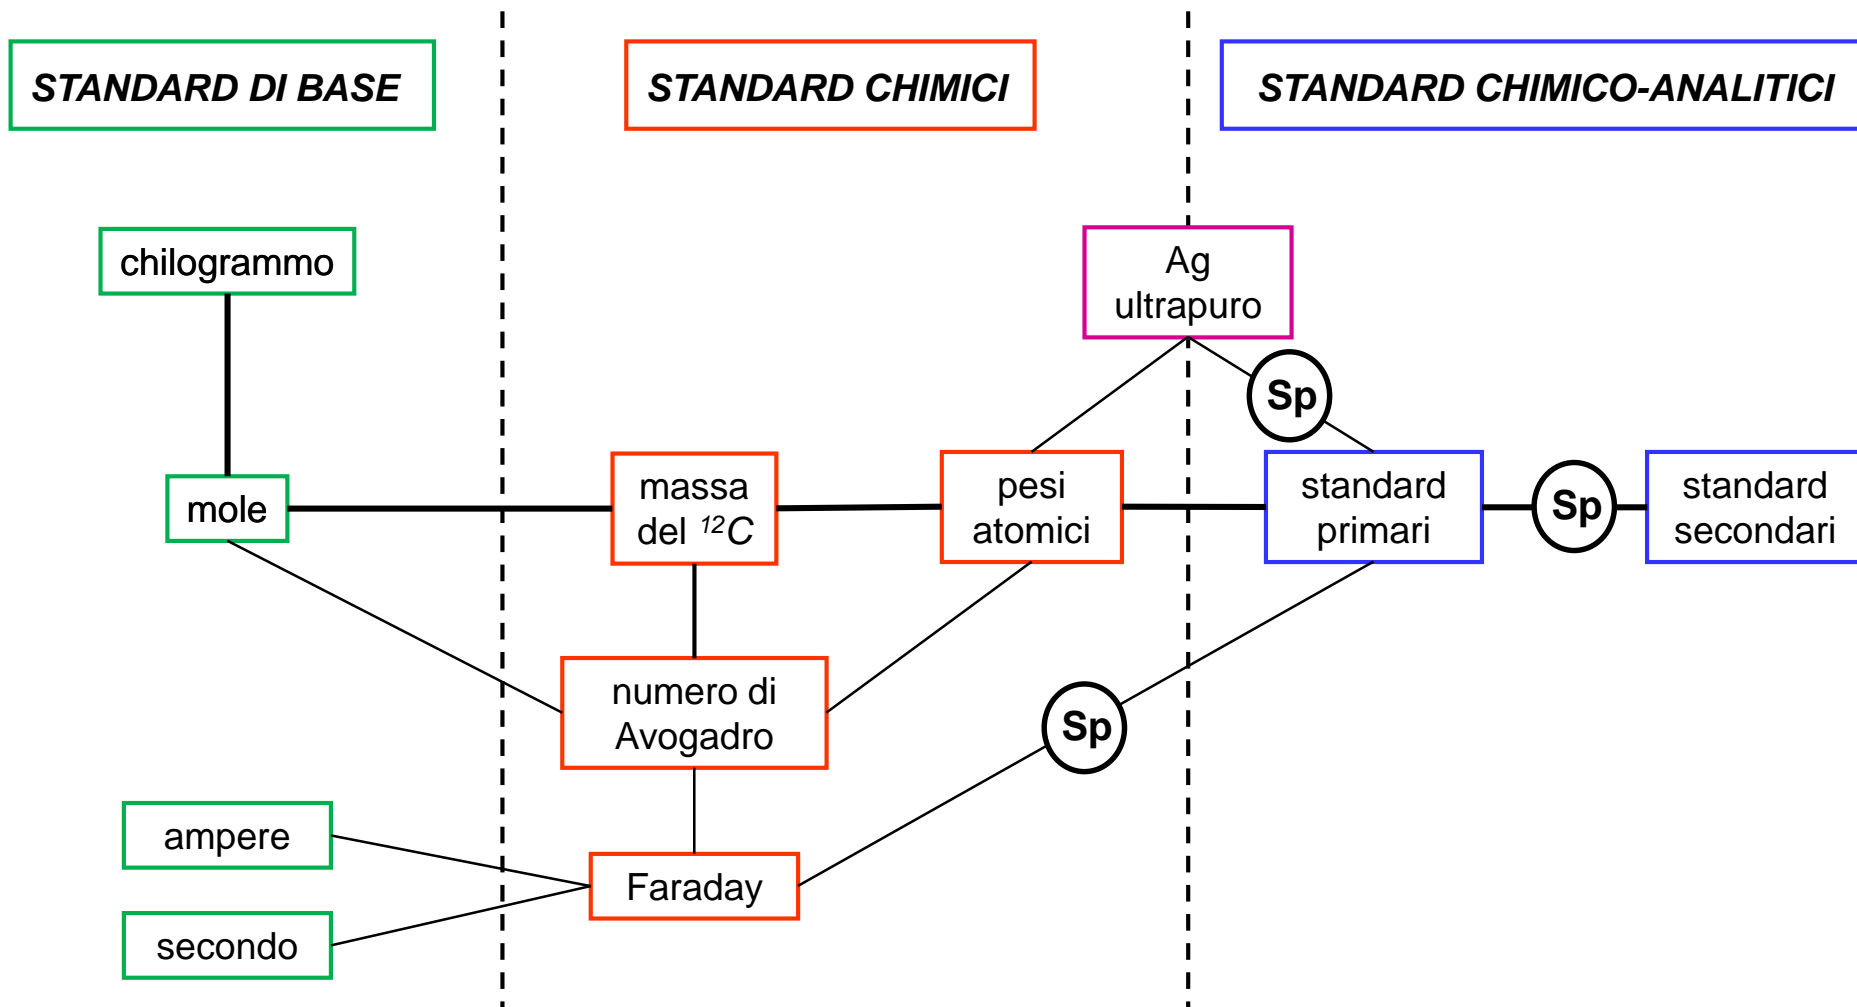 STANDARD DI BASE
STANDARD CHIMICI
STANDARD CHIMICO-ANALITICI
chilogrammo
Ag
ultrapuro
Sp
mole
massa
del ¹²C
pesi
atomici
standard
primari
Sp
standard
secondari
numero di
Avogadro
Sp
ampere
Faraday
secondo